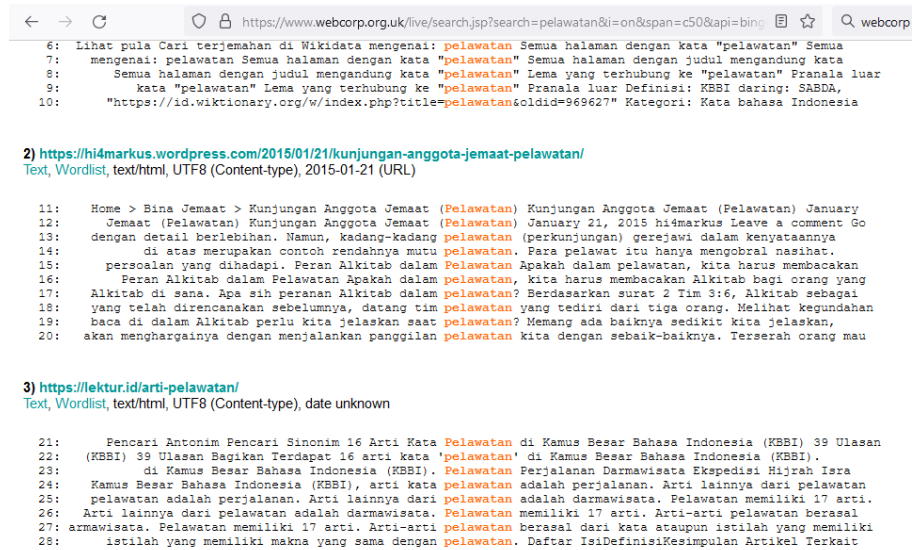 https://www.webcorp.org.uk/live/search.jsp?search=pelawatan&i=on&span=c50&api=bing
webcorp
6: Lihat pula Cari terjemahan di Wikidata mengenai: pelawatan Semua halaman dengan kata "pelawatan" Semua
7: mengenai: pelawatan Semua halaman dengan kata "pelawatan" Semua halaman dengan judul mengandung kata
8: Semua halaman dengan judul mengandung kata "pelawatan" Lema yang terhubung ke "pelawatan" Pranala luar
9: kata "pelawatan" Lema yang terhubung ke "pelawatan" Pranala luar Definisi: KBBI daring: SABDA,
10: "https://id.wiktionary.org/w/index.php?title=pelawatan&oldid=969627" Kategori: Kata bahasa Indonesia
2) https://hi4markus.wordpress.com/2015/01/21/kunjungan-anggota-jemaat-pelawatan/
Text, Wordlist, text/html, UTF8 (Content-type), 2015-01-21 (URL)
11: Home > Bina Jemaat > Kunjungan Anggota Jemaat (Pelawatan) Kunjungan Anggota Jemaat (Pelawatan) January
12: Jemaat (Pelawatan) Kunjungan Anggota Jemaat (Pelawatan) January 21, 2015 hi4markus Leave a comment Go
13: dengan detail berlebihan. Namun, kadang-kadang pelawatan (perkunjungan) gerejawi dalam kenyataannya
14: di atas merupakan contoh rendahnya mutu pelawatan. Para pelawat itu hanya mengobral nasihat.
15: persoalan yang dihadapi. Peran Alkitab dalam Pelawatan Apakah dalam pelawatan, kita harus membacakan
16: Peran Alkitab dalam Pelawatan Apakah dalam pelawatan, kita harus membacakan Alkitab bagi orang yang
17: Alkitab di sana. Apa sih peranan Alkitab dalam pelawatan? Berdasarkan surat 2 Tim 3:6, Alkitab sebagai
18: yang telah direncanakan sebelumnya, datang tim pelawatan yang tediri dari tiga orang. Melihat kegundahan
19: baca di dalam Alkitab perlu kita jelaskan saat pelawatan? Memang ada baiknya sedikit kita jelaskan,
20: akan menghargainya dengan menjalankan panggilan pelawatan kita dengan sebaik-baiknya. Terserah orang mau
3) https://lektur.id/arti-pelawatan/
Text, Wordlist, text/html, UTF8 (Content-type), date unknown
21: Pencari Antonim Pencari Sinonim 16 Arti Kata Pelawatan di Kamus Besar Bahasa Indonesia (KBBI) 39 Ulasan
22: (KBBI) 39 Ulasan Bagikan Terdapat 16 arti kata 'pelawatan' di Kamus Besar Bahasa Indonesia (KBBI).
23: di Kamus Besar Bahasa Indonesia (KBBI). Pelawatan Perjalanan Darmawisata Ekspedisi Hijrah Isra
24: Kamus Besar Bahasa Indonesia (KBBI), arti kata pelawatan adalah perjalanan. Arti lainnya dari pelawatan
25: pelawatan adalah perjalanan. Arti lainnya dari pelawatan adalah darmawisata. Pelawatan memiliki 17 arti.
26: Arti lainnya dari pelawatan adalah darmawisata. Pelawatan memiliki 17 arti. Arti-arti pelawatan berasal
27: armawisata. Pelawatan memiliki 17 arti. Arti-arti pelawatan berasal dari kata ataupun istilah yang memiliki
28: istilah yang memiliki makna yang sama dengan pelawatan. Daftar IsiDefinisiKesimpulan Artikel Terkait